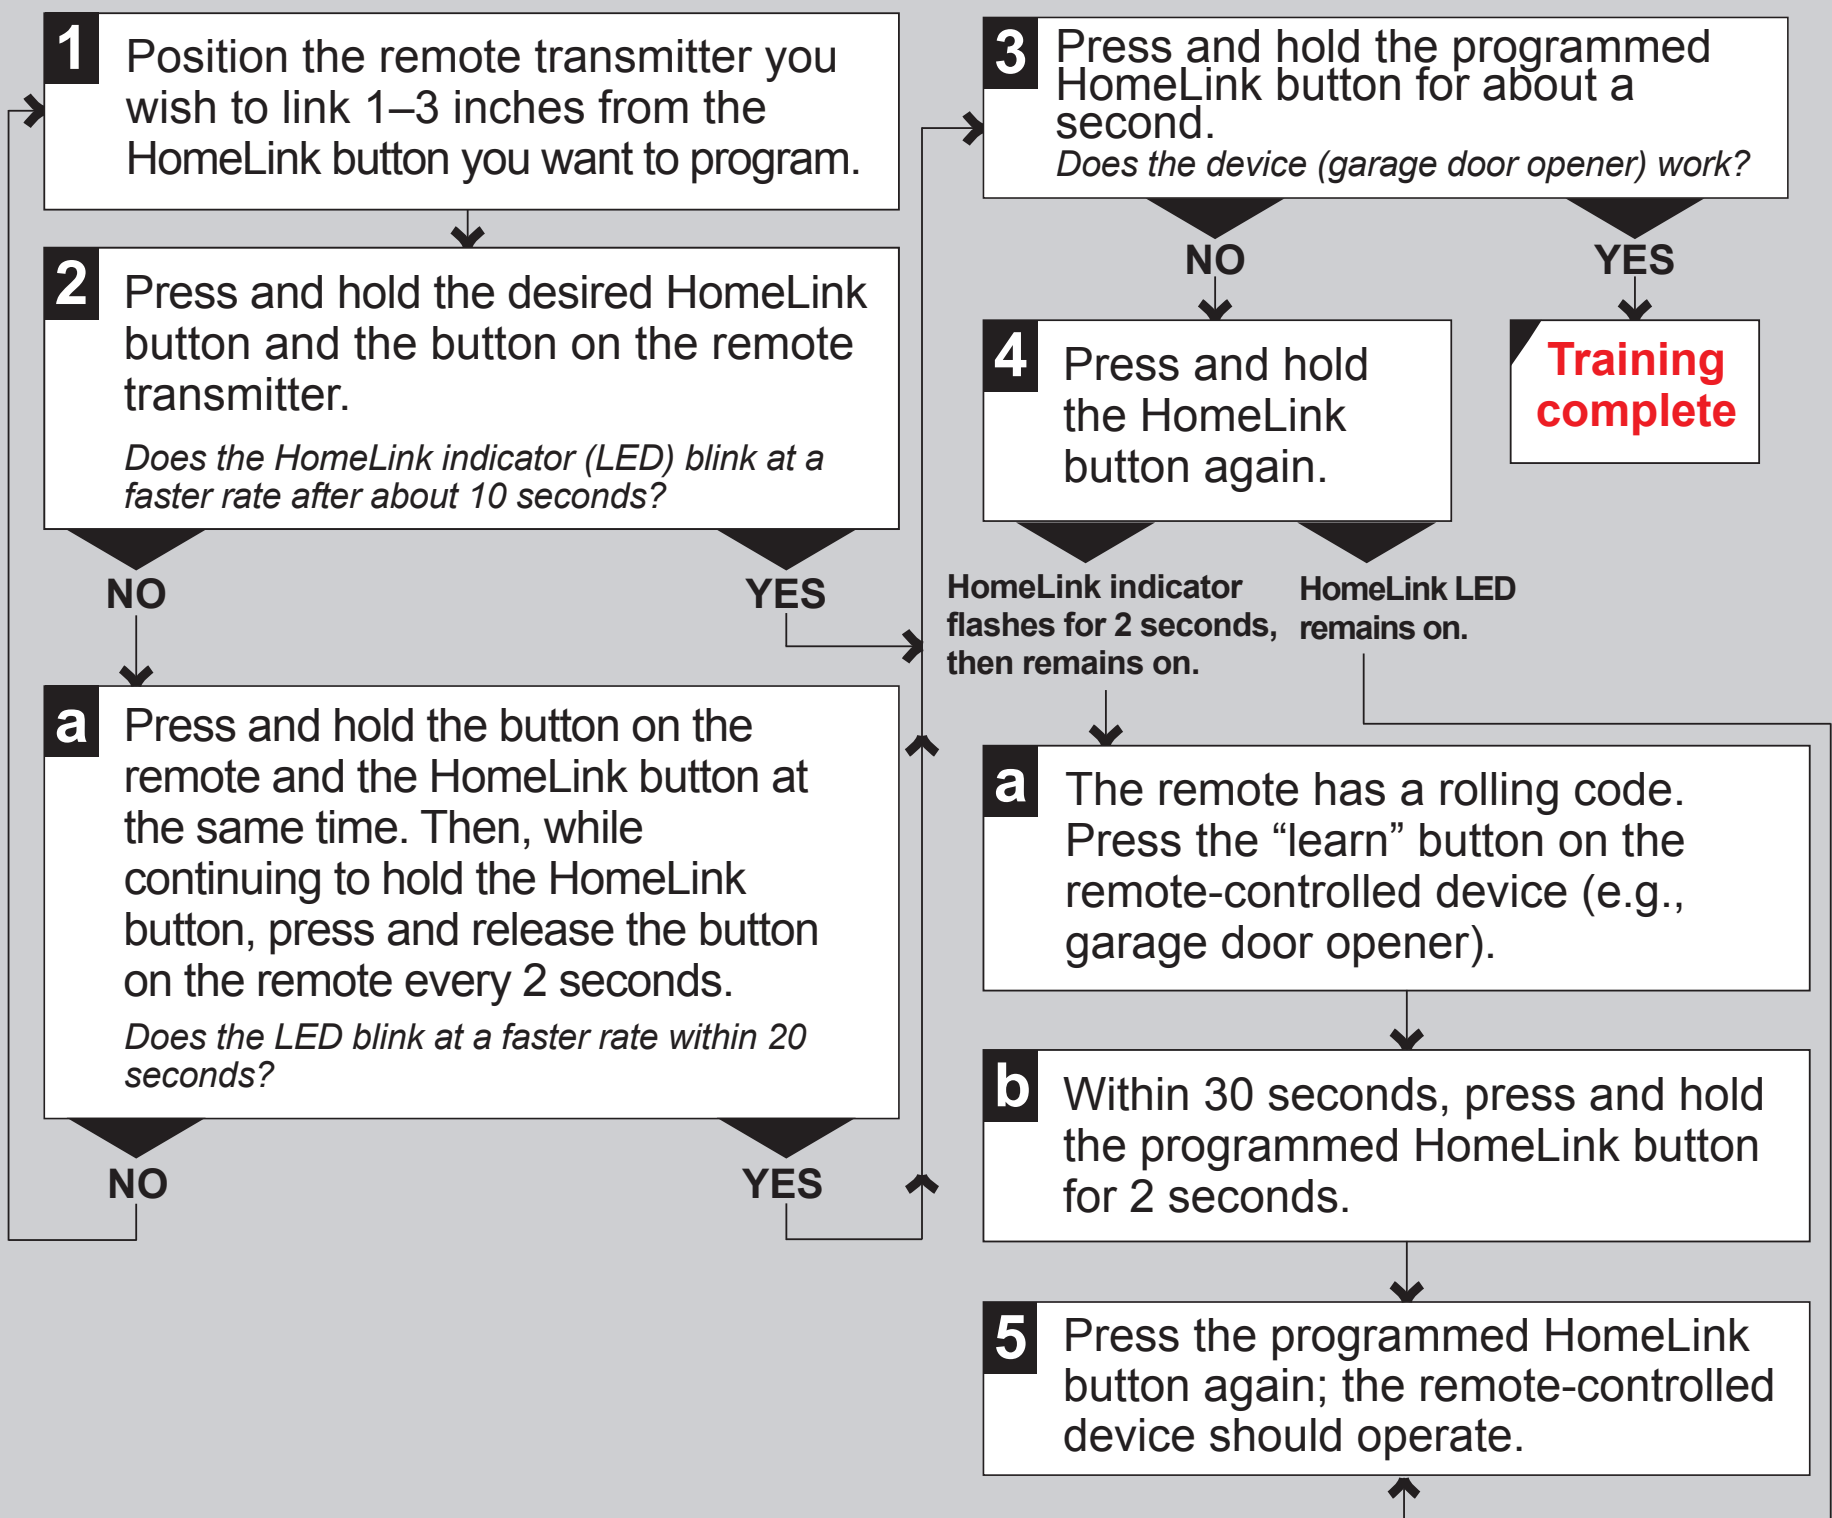 1
Position the remote transmitter you
wish to link 1–3 inches from the
HomeLink button you want to program.
2
Press and hold the desired HomeLink
button and the button on the remote
transmitter.
Does the HomeLink indicator (LED) blink at a
faster rate after about 10 seconds?
NO
YES
a
Press and hold the button on the
remote and the HomeLink button at
the same time. Then, while
continuing to hold the HomeLink
button, press and release the button
on the remote every 2 seconds.
Does the LED blink at a faster rate within 20
seconds?
NO
YES
3
Press and hold the programmed
HomeLink button for about a
second.
Does the device (garage door opener) work?
NO
YES
4
Press and hold
the HomeLink
button again.
Training
complete
HomeLink indicator
flashes for 2 seconds,
then remains on.
HomeLink LED
remains on.
a
The remote has a rolling code.
Press the “learn” button on the
remote-controlled device (e.g.,
garage door opener).
b
Within 30 seconds, press and hold
the programmed HomeLink button
for 2 seconds.
5
Press the programmed HomeLink
button again; the remote-controlled
device should operate.